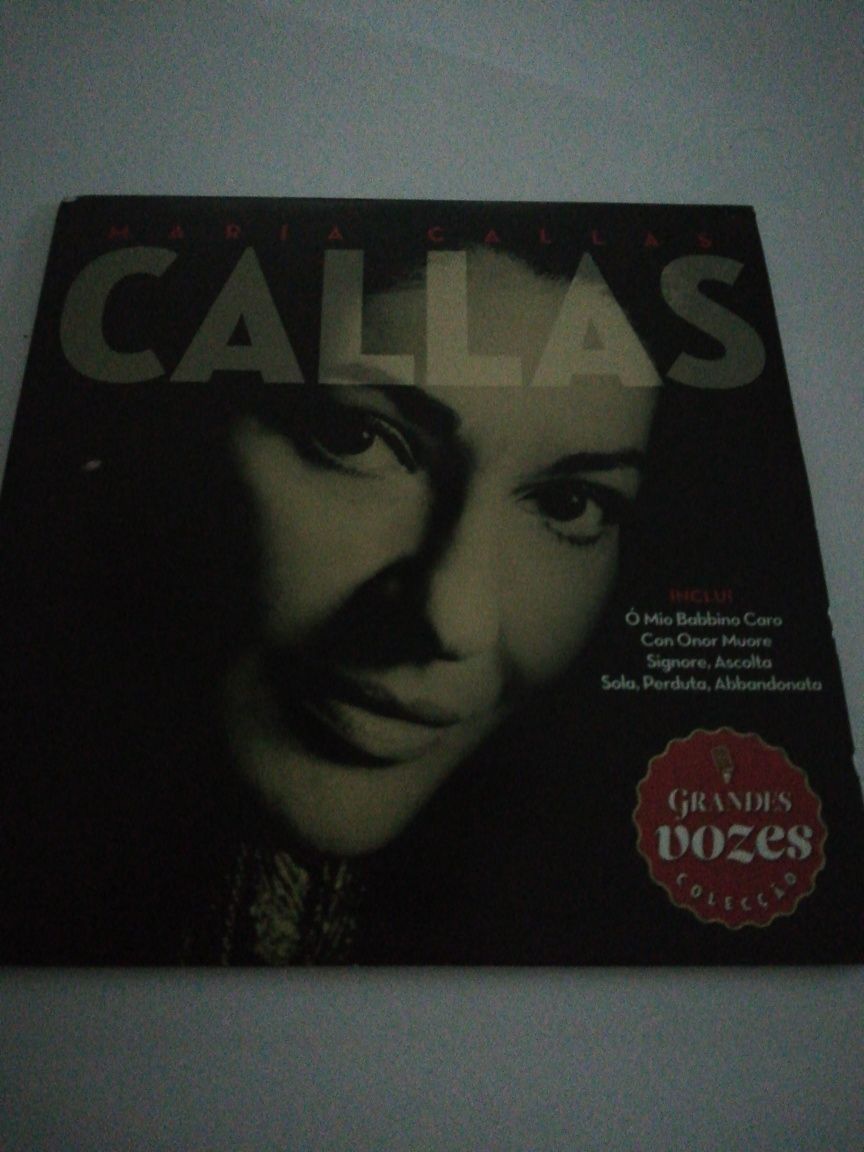 MARIA CALLAS
CALLAS
INCLUI
Ó Mio Babbino Caro
Con Onor Muore
Signore, Ascolta
Sola, Perduta, Abbandonata
GRANDES
vozes
COLECÇÃO